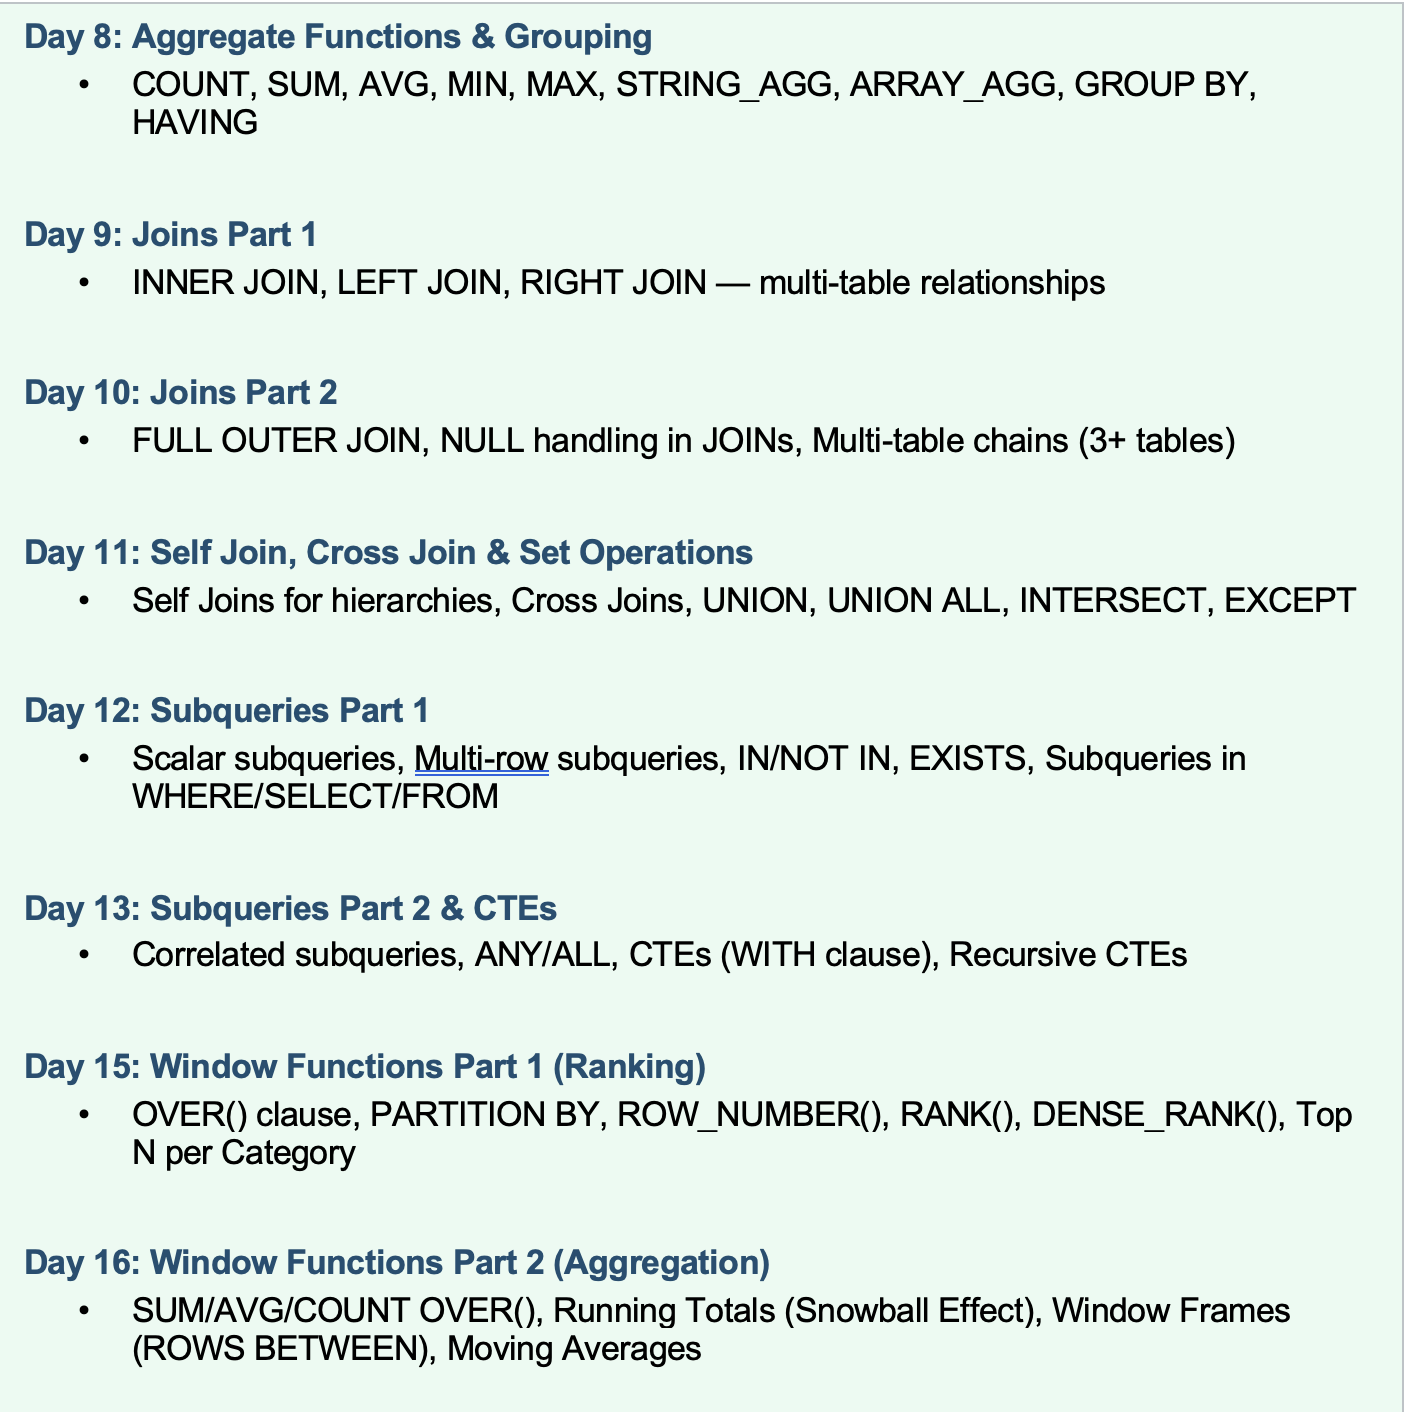 Day 8: Aggregate Functions & Grouping
• COUNT, SUM, AVG, MIN, MAX, STRING_AGG, ARRAY_AGG, GROUP BY,
HAVING
Day 9: Joins Part 1
• INNER JOIN, LEFT JOIN, RIGHT JOIN — multi-table relationships
Day 10: Joins Part 2
• FULL OUTER JOIN, NULL handling in JOINs, Multi-table chains (3+ tables)
Day 11: Self Join, Cross Join & Set Operations
• Self Joins for hierarchies, Cross Joins, UNION, UNION ALL, INTERSECT, EXCEPT
Day 12: Subqueries Part 1
• Scalar subqueries, Multi-row subqueries, IN/NOT IN, EXISTS, Subqueries in
WHERE/SELECT/FROM
Day 13: Subqueries Part 2 & CTEs
• Correlated subqueries, ANY/ALL, CTEs (WITH clause), Recursive CTEs
Day 15: Window Functions Part 1 (Ranking)
• OVER() clause, PARTITION BY, ROW_NUMBER(), RANK(), DENSE_RANK(), Top
N per Category
Day 16: Window Functions Part 2 (Aggregation)
• SUM/AVG/COUNT OVER(), Running Totals (Snowball Effect), Window Frames
(ROWS BETWEEN), Moving Averages